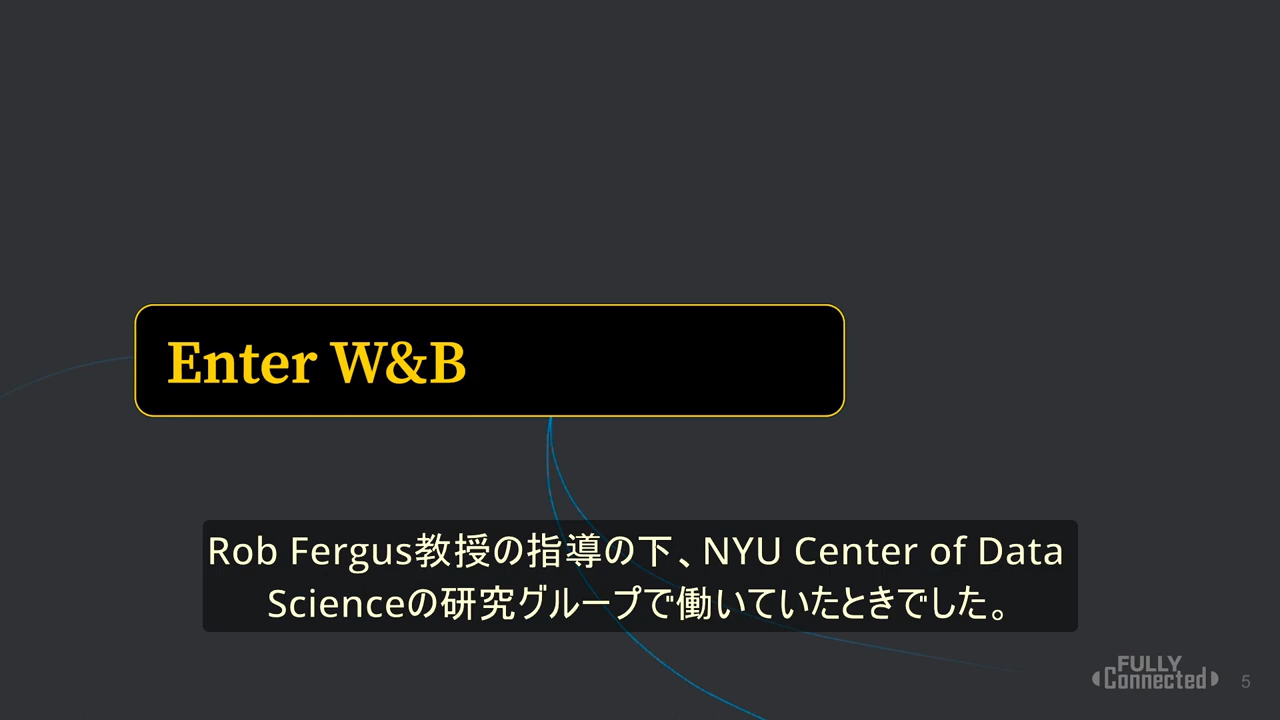 Enter W&B
Rob Fergus教授の指導の下、NYU Center of Data
Scienceの研究グループで働いていたときでした。
FULLY
Connected
5